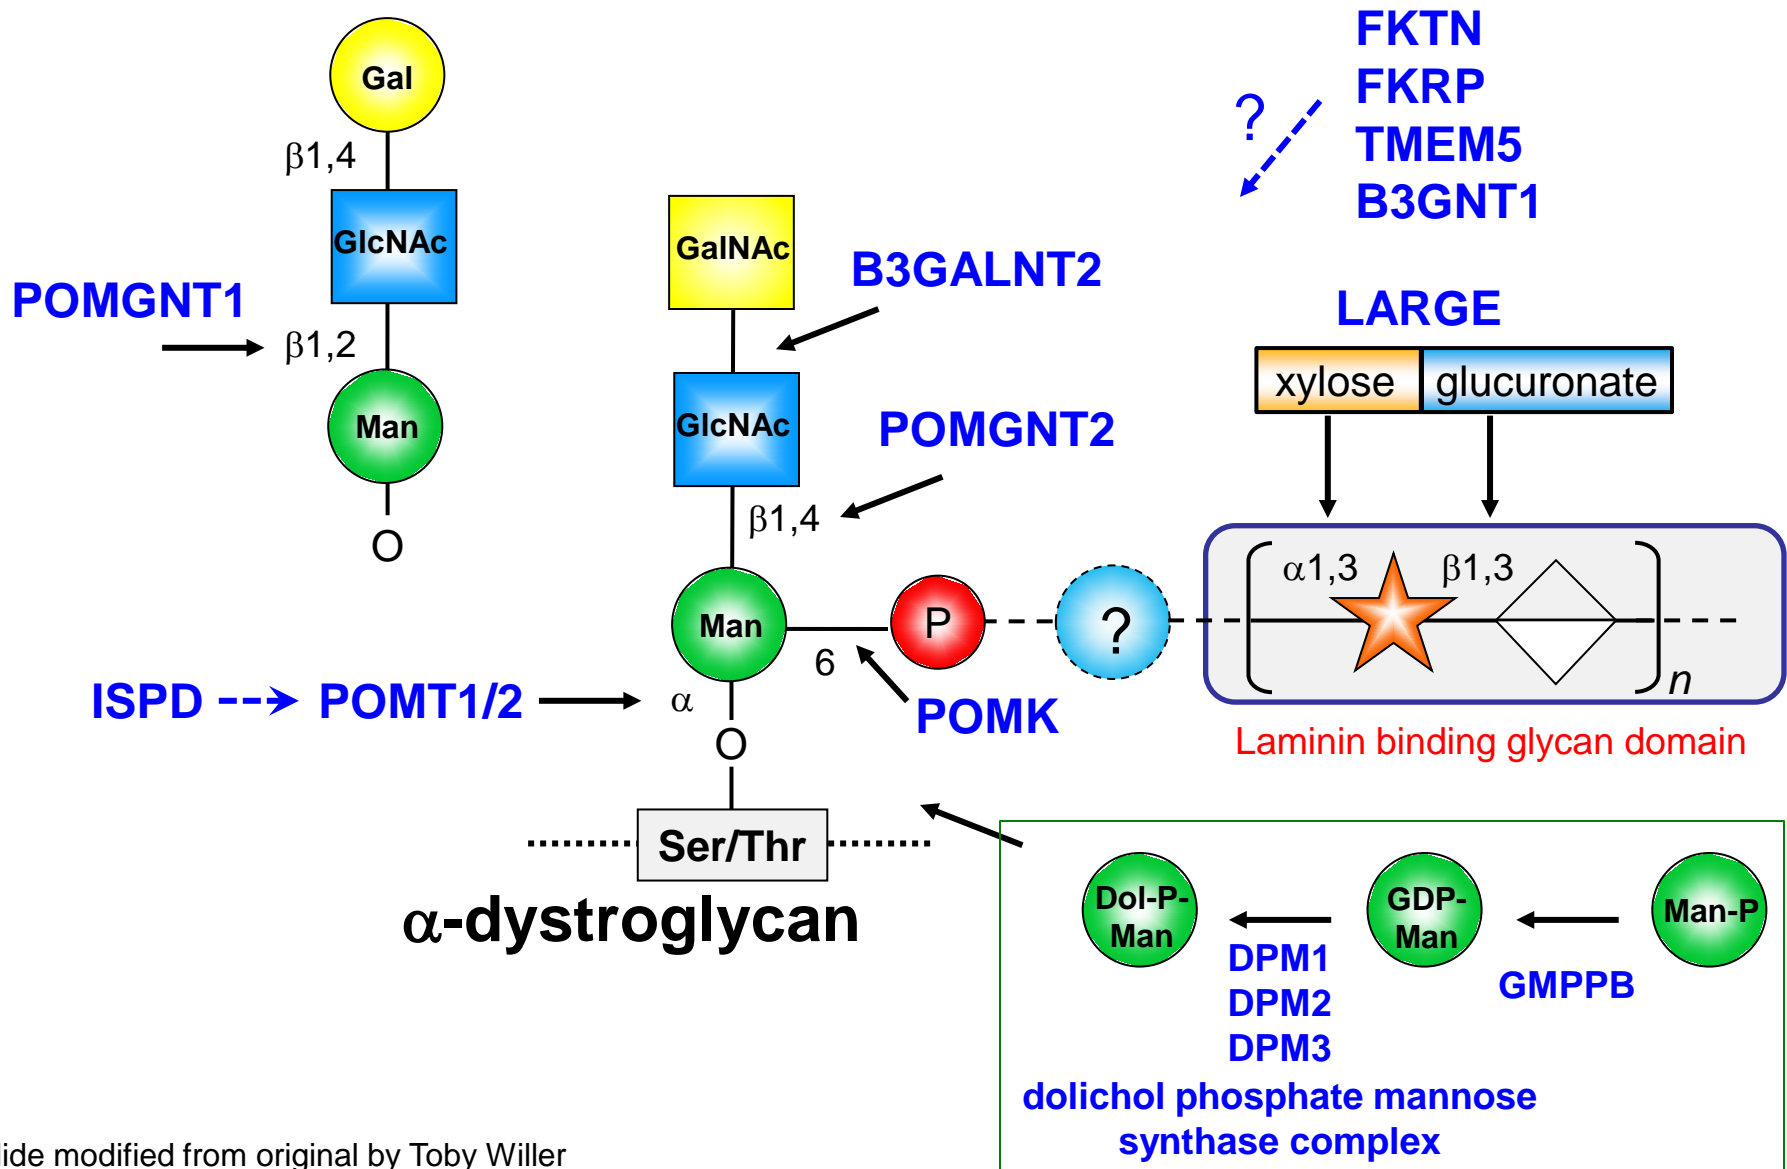 FKTN
FKRP
TMEM5
B3GNT1
?
Gal
β1,4
GlcNAc
POMGNT1
β1,2
Man
O
GalNAc
B3GALNT2
GlcNAc
POMGNT2
β1,4
LARGE
xylose glucuronate
α1,3 β1,3
n
Man
6
P
?
Laminin binding glycan domain
ISPD POMT1/2
α
POMK
O
Ser/Thr
α-dystroglycan
Dol-P-
Man
GDP-
Man
Man-P
DPM1
DPM2
DPM3
GMPPB
dolichol phosphate mannose
synthase complex
lide modified from original by Toby Willer